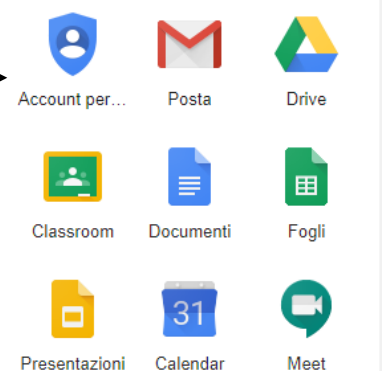 Account per... Posta Drive
Classroom Documenti Fogli
31
Presentazioni Calendar Meet